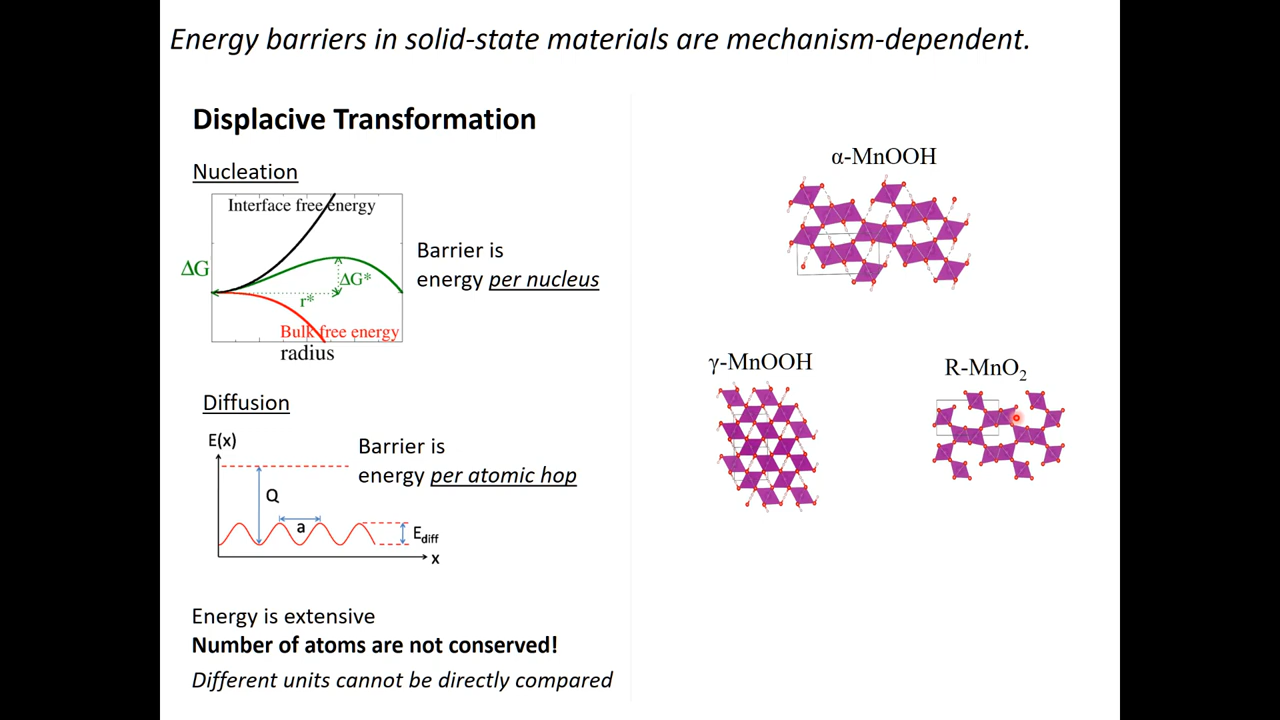 Energy barriers in solid-state materials are mechanism-dependent.
Displacive Transformation
Nucleation
Interface free energy
ΔG
ΔG*
r*
Bulk free energy
radius
Barrier is
energy per nucleus
Diffusion
E(x)
Q
a
E_diff
x
Barrier is
energy per atomic hop
Energy is extensive
Number of atoms are not conserved!
Different units cannot be directly compared
α-MnOOH
γ-MnOOH
R-MnO₂